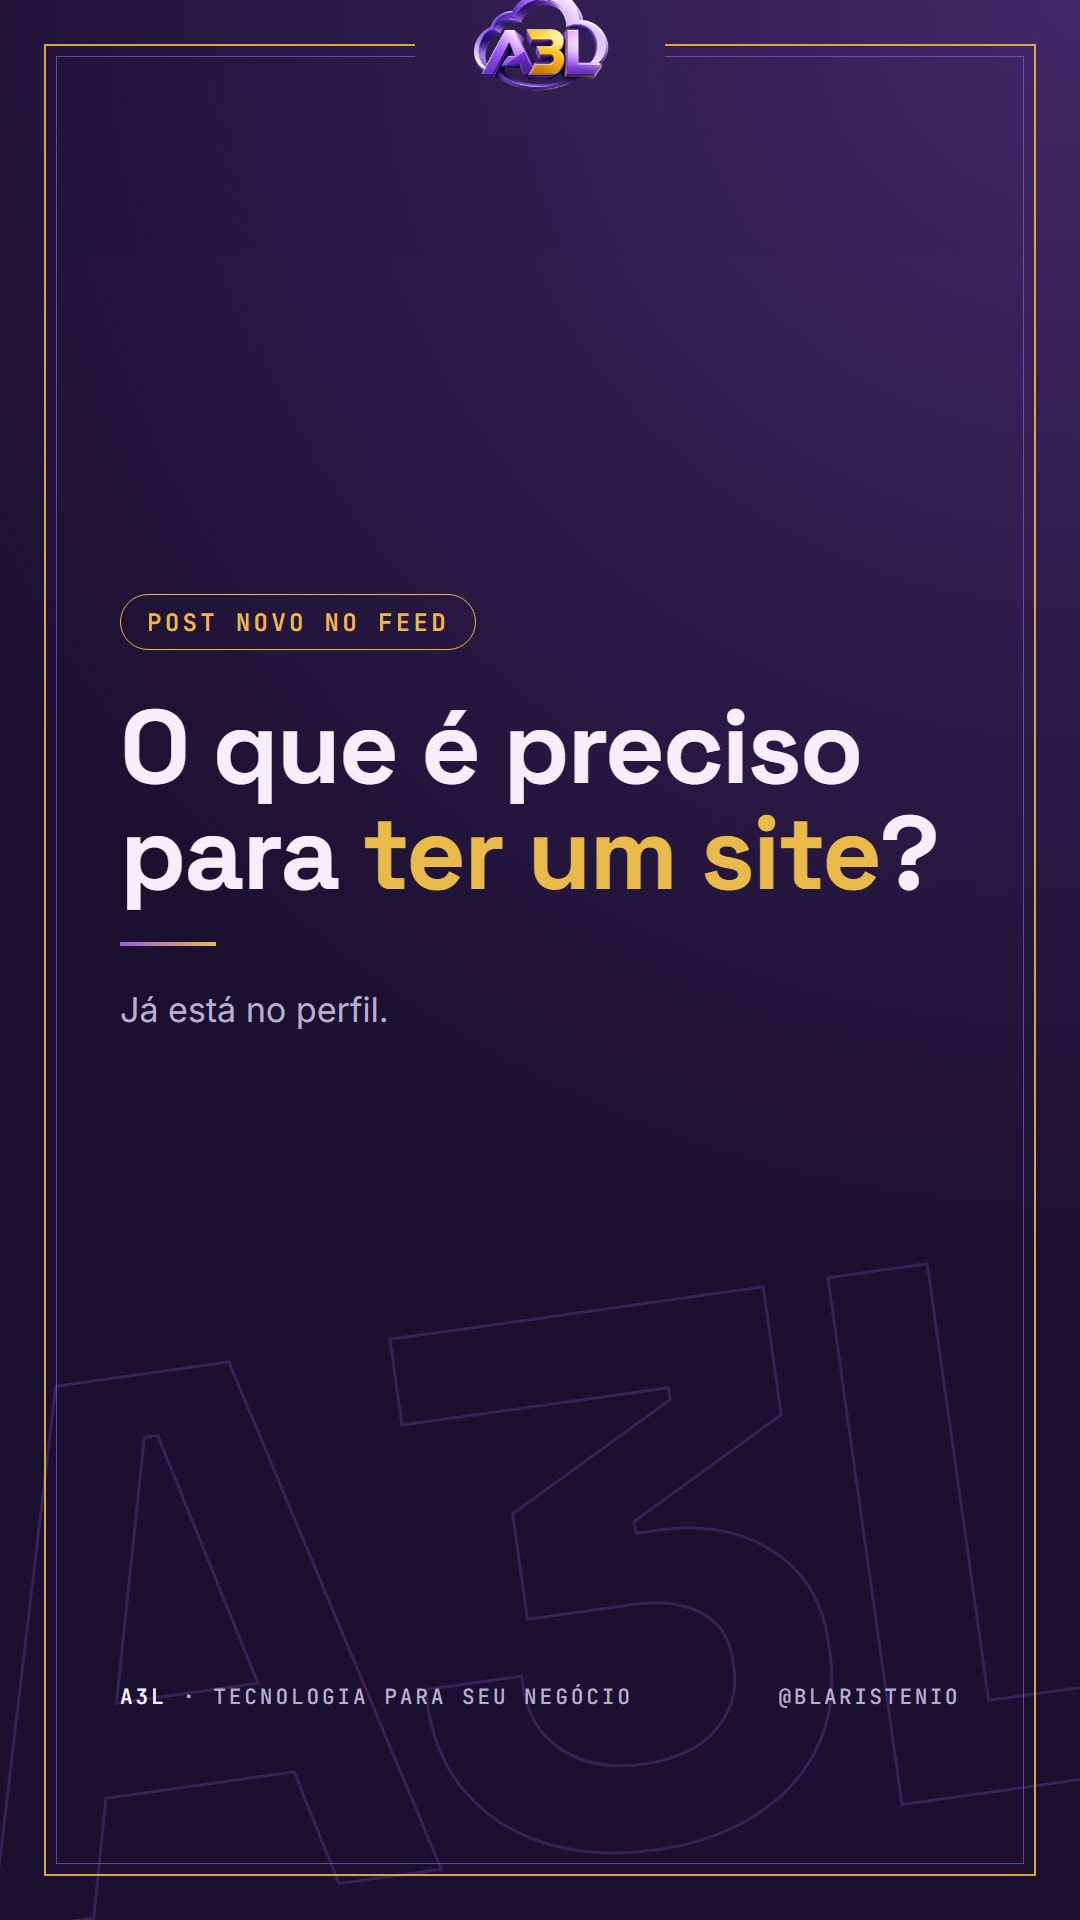 A3L
POST NOVO NO FEED
O que é preciso
para ter um site?
Já está no perfil.
A3L · TECNOLOGIA PARA SEU NEGÓCIO
@BLARISTENIO
A3L